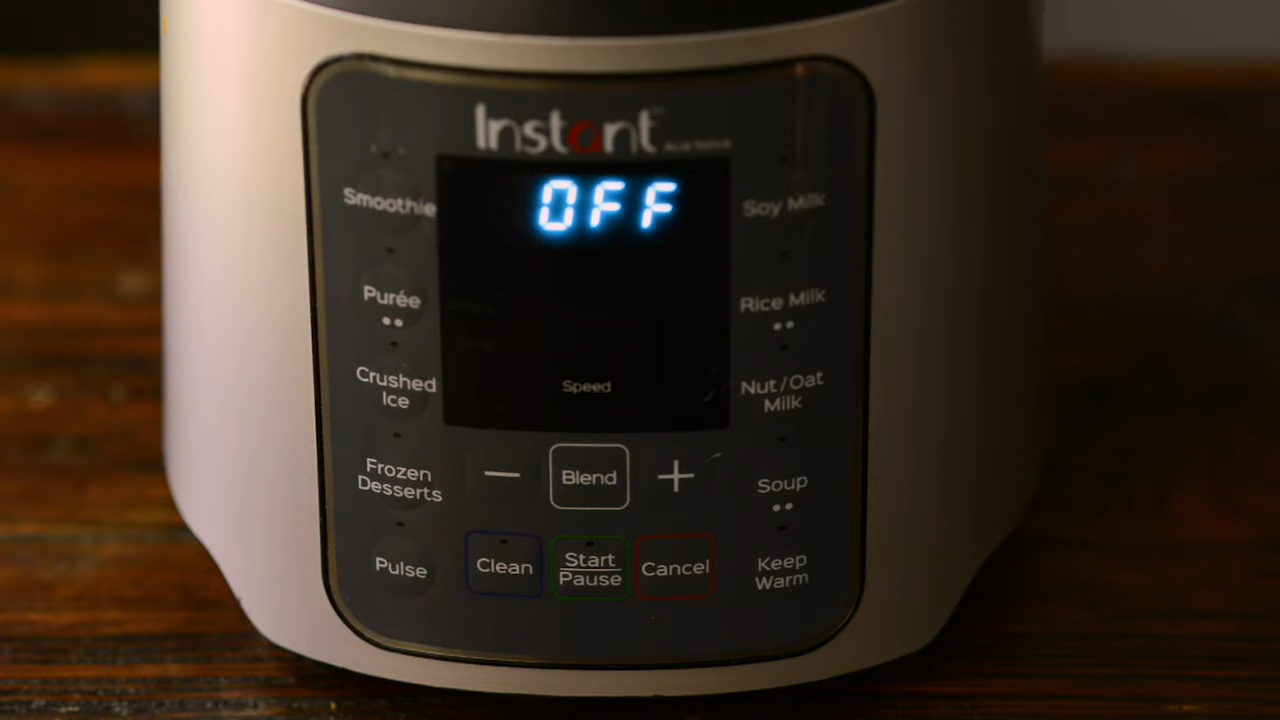 Instant
OFF
Smoothie
Soy Milk
Purée
Rice Milk
Crushed
Ice
Nut/Oat
Milk
Speed
Frozen
Desserts
— Blend +
Soup
Pulse
Clean
Start
Pause
Cancel
Keep
Warm